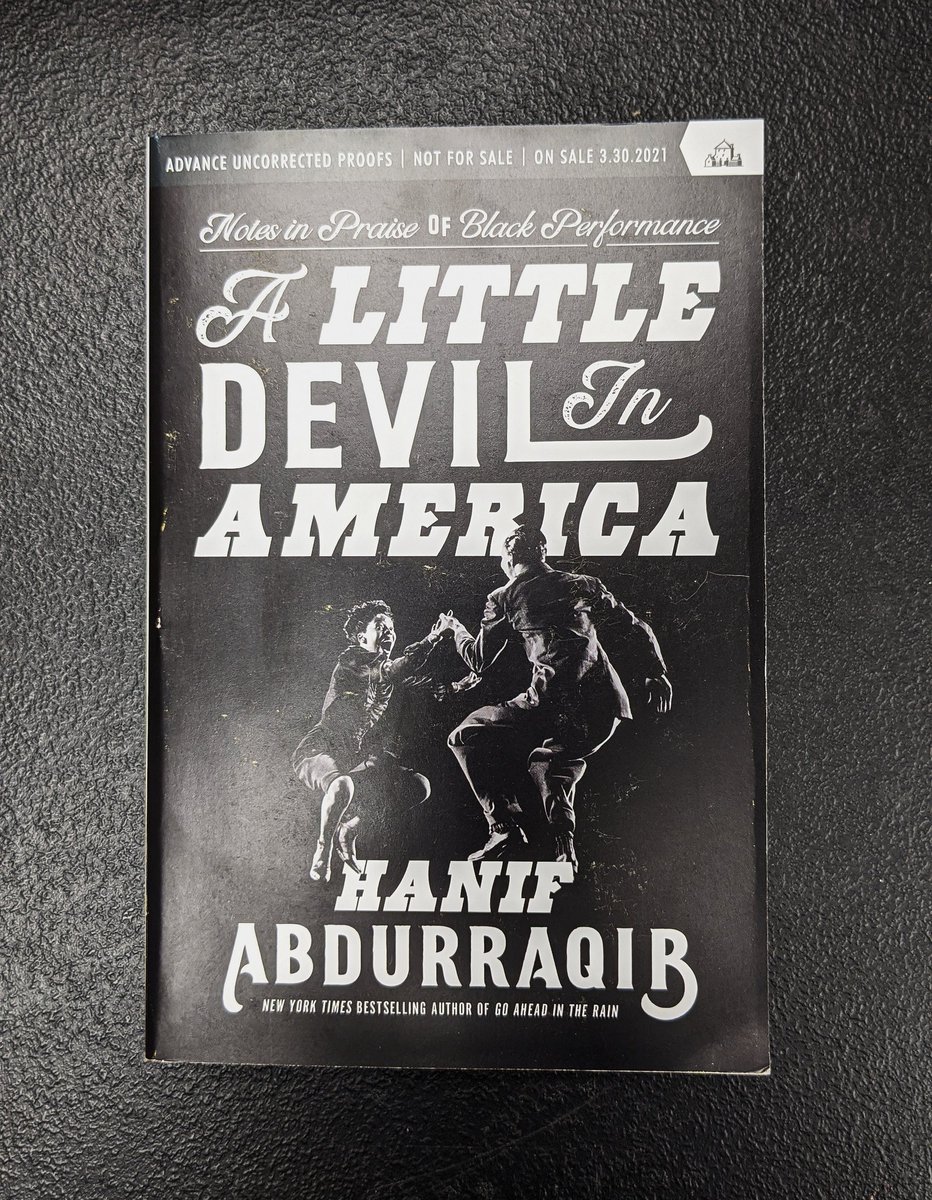 ADVANCE UNCORRECTED PROOFS | NOT FOR SALE | ON SALE 3.30.2021
Notes in Praise OF Black Performance
A LITTLE
DEVIL In
AMERICA
HANIF
ABDURRAQIB
NEW YORK TIMES BESTSELLING AUTHOR OF GO AHEAD IN THE RAIN